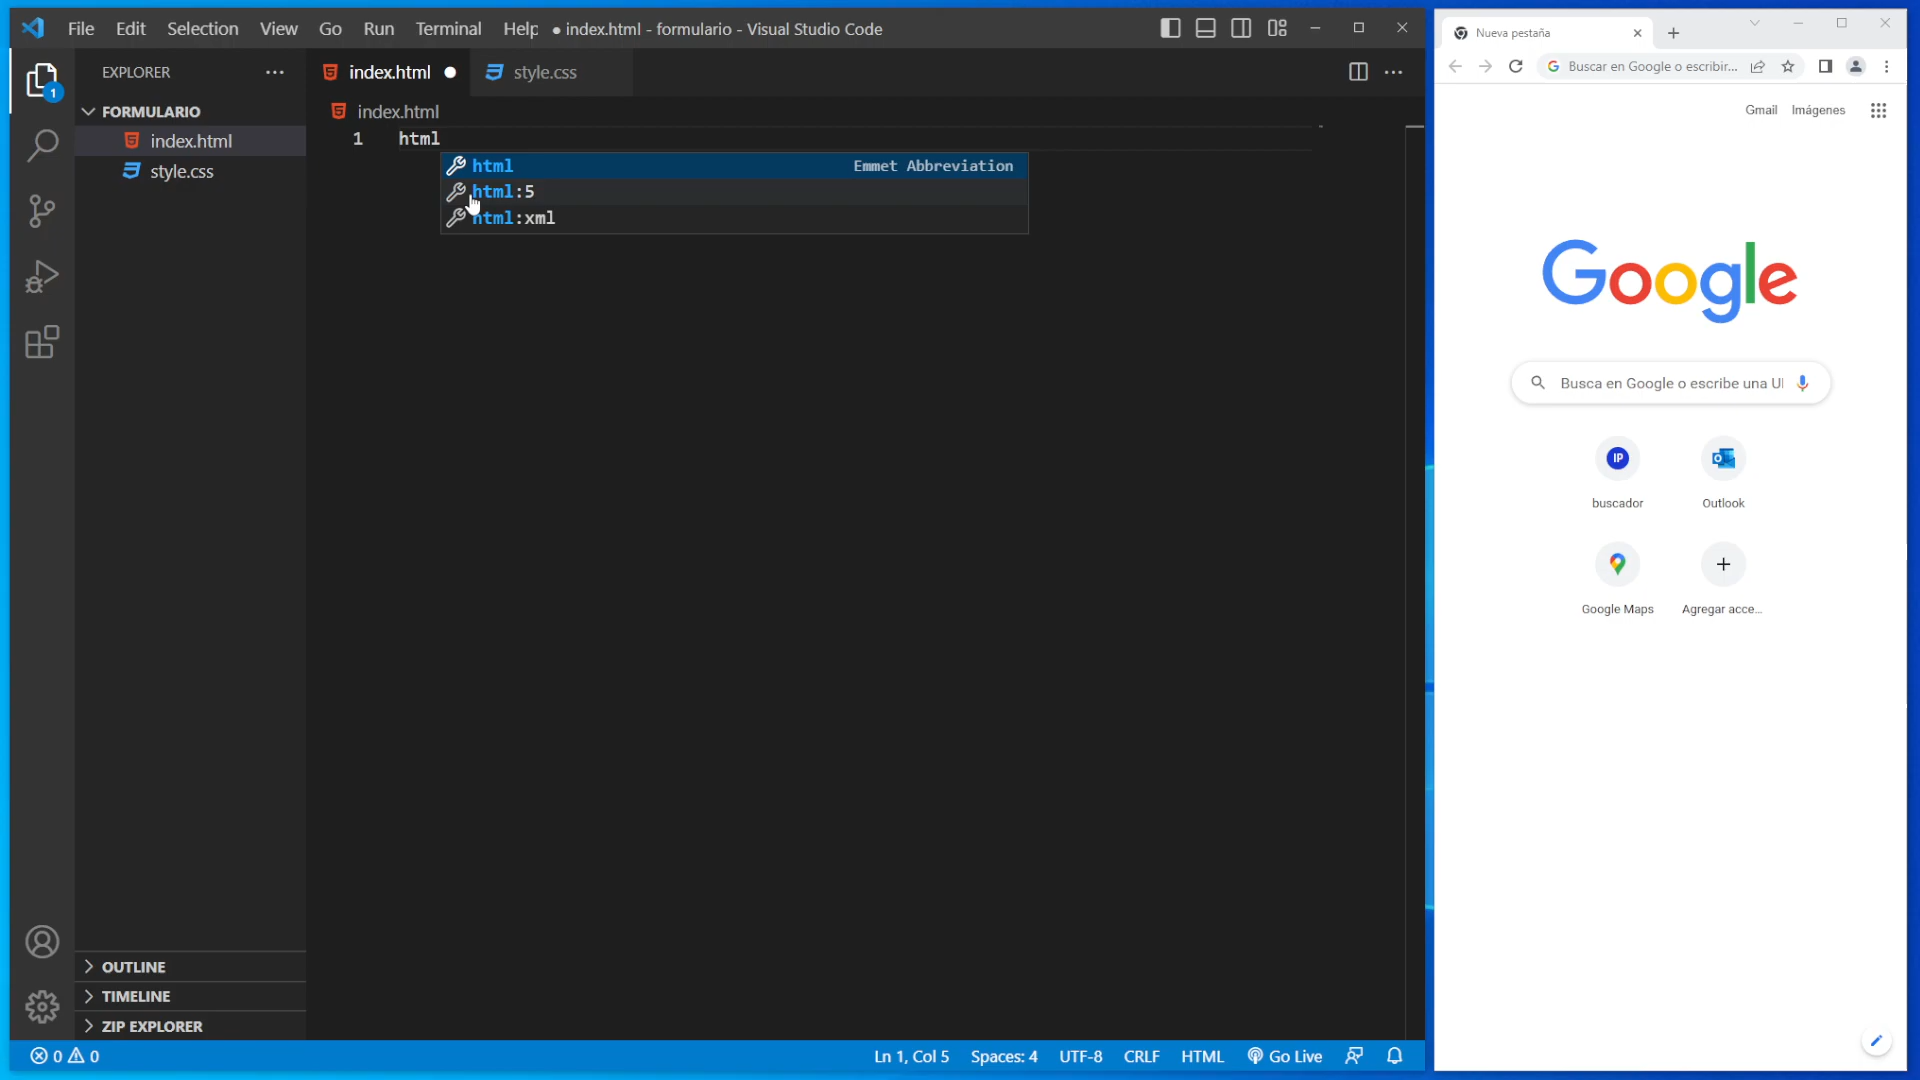 File Edit Selection View Go Run Terminal Help ● index.html - formulario - Visual Studio Code
EXPLORER
index.html ●
style.css
1
FORMULARIO
index.html
style.css
index.html
1 html
html Emmet Abbreviation
html:5
html:xml
OUTLINE
TIMELINE
ZIP EXPLORER
0 0
Ln 1, Col 5 Spaces: 4 UTF-8 CRLF HTML Go Live
Nueva pestaña
Buscar en Google o escribir...
Gmail Imágenes
Google
Busca en Google o escribe una UI
IP
buscador
Outlook
Google Maps
Agregar acce...